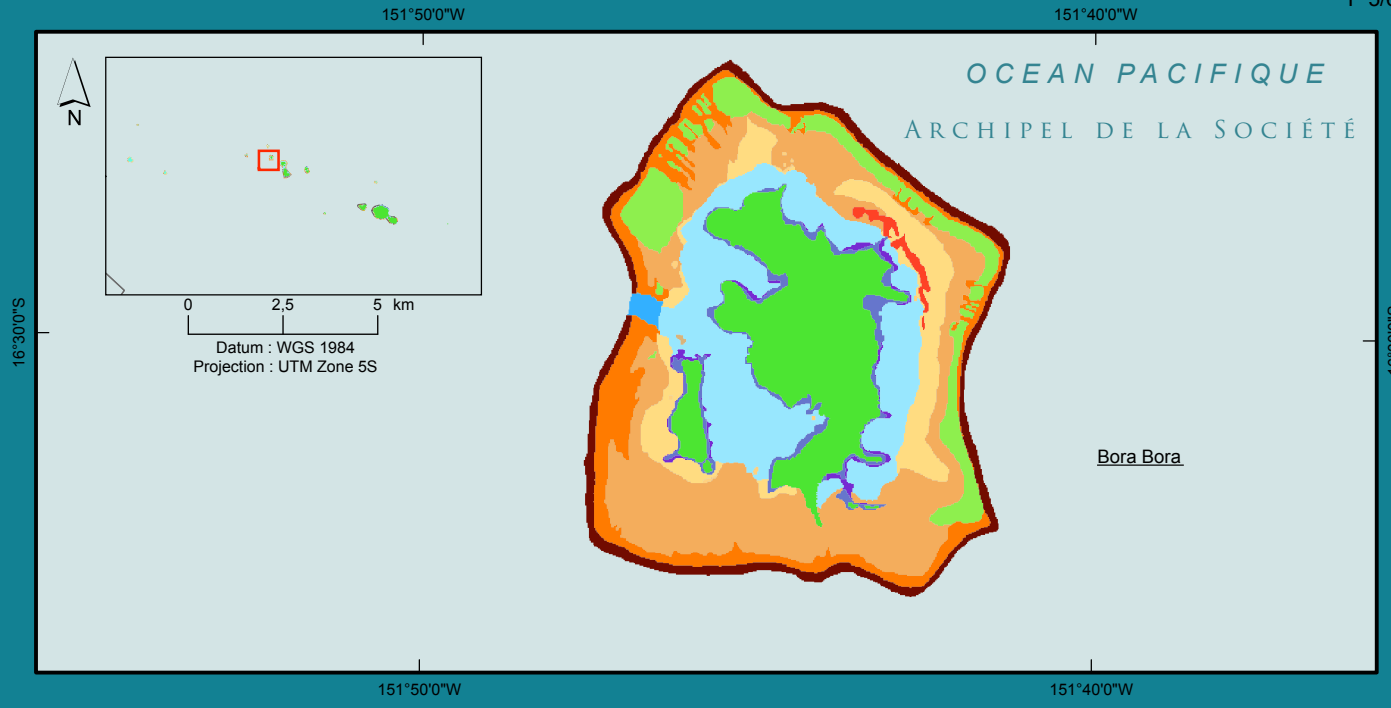 151°50'0"W
151°40'0"W
OCEAN PACIFIQUE
ARCHIPEL DE LA SOCIÉTÉ
N
0 2,5 5 km
Datum : WGS 1984
Projection : UTM Zone 5S
16°30'0"S
Bora Bora
151°50'0"W
151°40'0"W